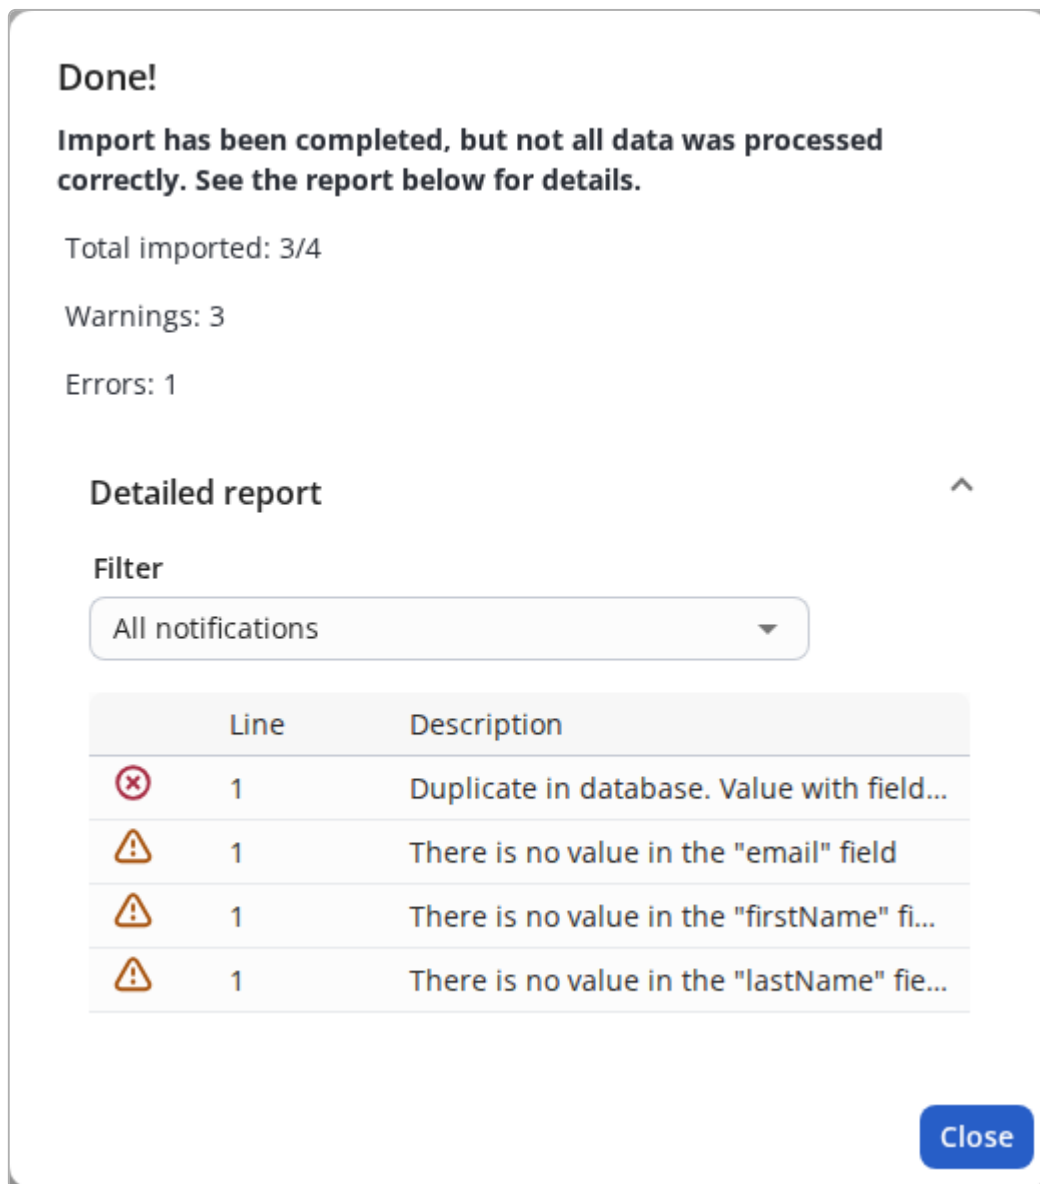 Done!
Import has been completed, but not all data was processed
correctly. See the report below for details.
Total imported: 3/4
Warnings: 3
Errors: 1
Detailed report
Filter
All notifications
Line Description
1 Duplicate in database. Value with field...
1 There is no value in the "email" field
1 There is no value in the "firstName" fi...
1 There is no value in the "lastName" fie...
Close